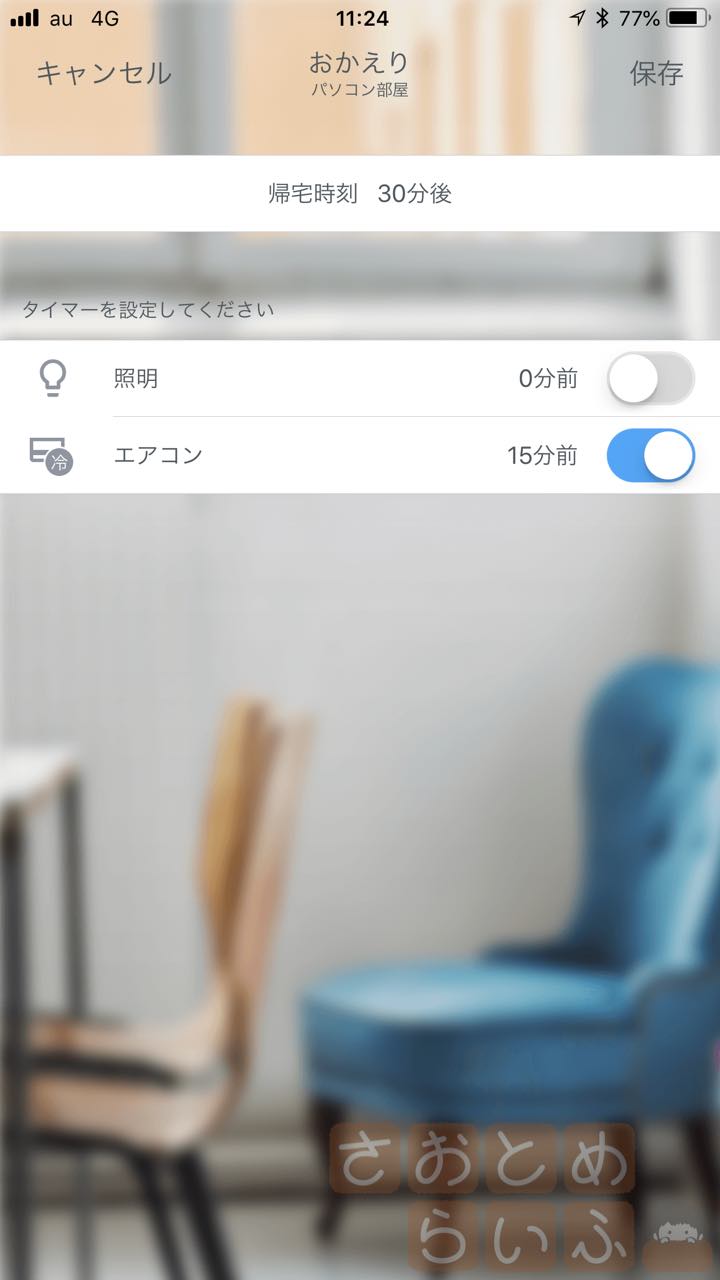 au 4G 11:24 77%
キャンセル おかえり 保存
パソコン部屋
帰宅時刻 30分後
タイマーを設定してください
照明 0分前
冷 エアコン 15分前
さおとめ
らいふ